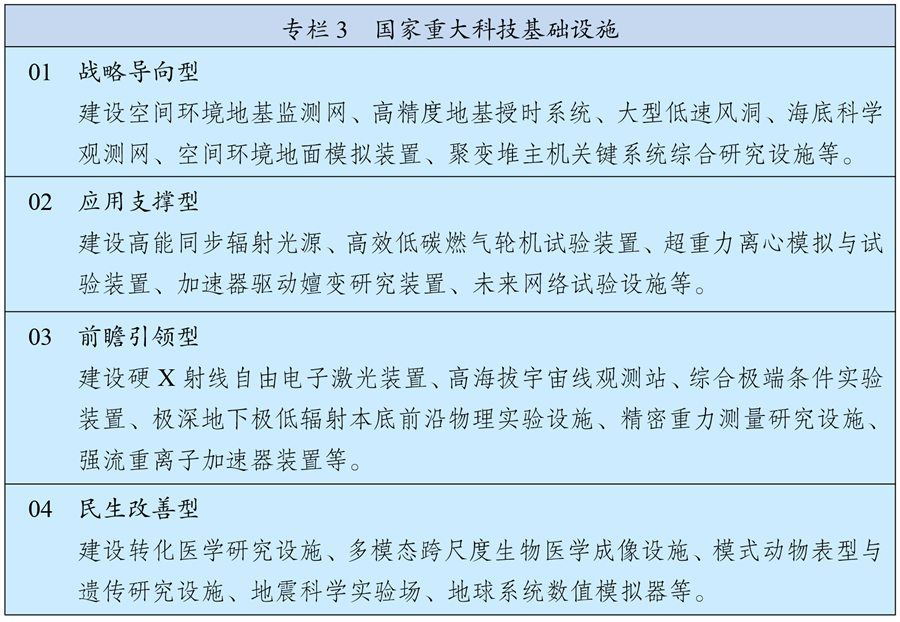 专栏 3 国家重大科技基础设施
01 战略导向型
建设空间环境地基监测网、高精度地基授时系统、大型低速风洞、海底科学
观测网、空间环境地面模拟装置、聚变堆主机关键系统综合研究设施等。
02 应用支撑型
建设高能同步辐射光源、高效低碳燃气轮机试验装置、超重力离心模拟与试
验装置、加速器驱动嬗变研究装置、未来网络试验设施等。
03 前瞻引领型
建设硬 X 射线自由电子激光装置、高海拔宇宙线观测站、综合极端条件实验
装置、极深地下极低辐射本底前沿物理实验设施、精密重力测量研究设施、
强流重离子加速器装置等。
04 民生改善型
建设转化医学研究设施、多模态跨尺度生物医学成像设施、模式动物表型与
遗传研究设施、地震科学实验场、地球系统数值模拟器等。